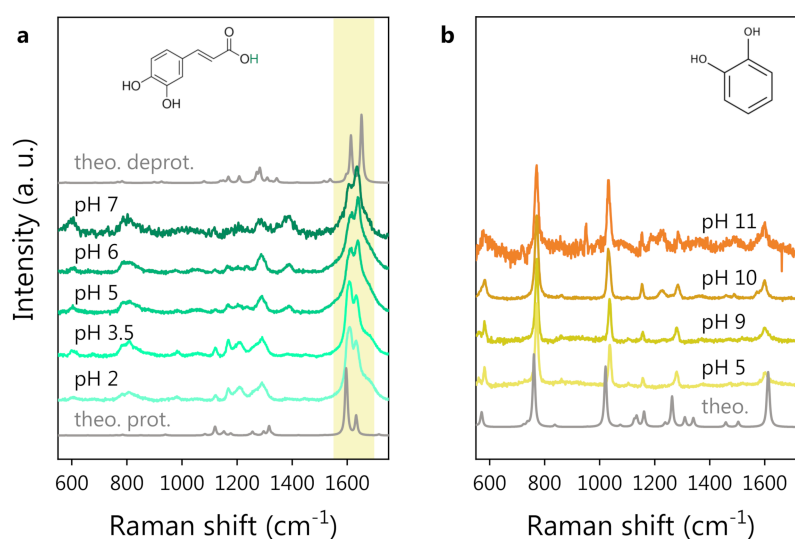 a
O
OH
HO
OH
theo. deprot.
pH 7
pH 6
pH 5
pH 3.5
pH 2
theo. prot.
600 800 1000 1200 1400 1600
Raman shift (cm⁻¹)
Intensity (a. u.)
b
OH
HO
pH 11
pH 10
pH 9
pH 5
theo.
600 800 1000 1200 1400 1600
Raman shift (cm⁻¹)